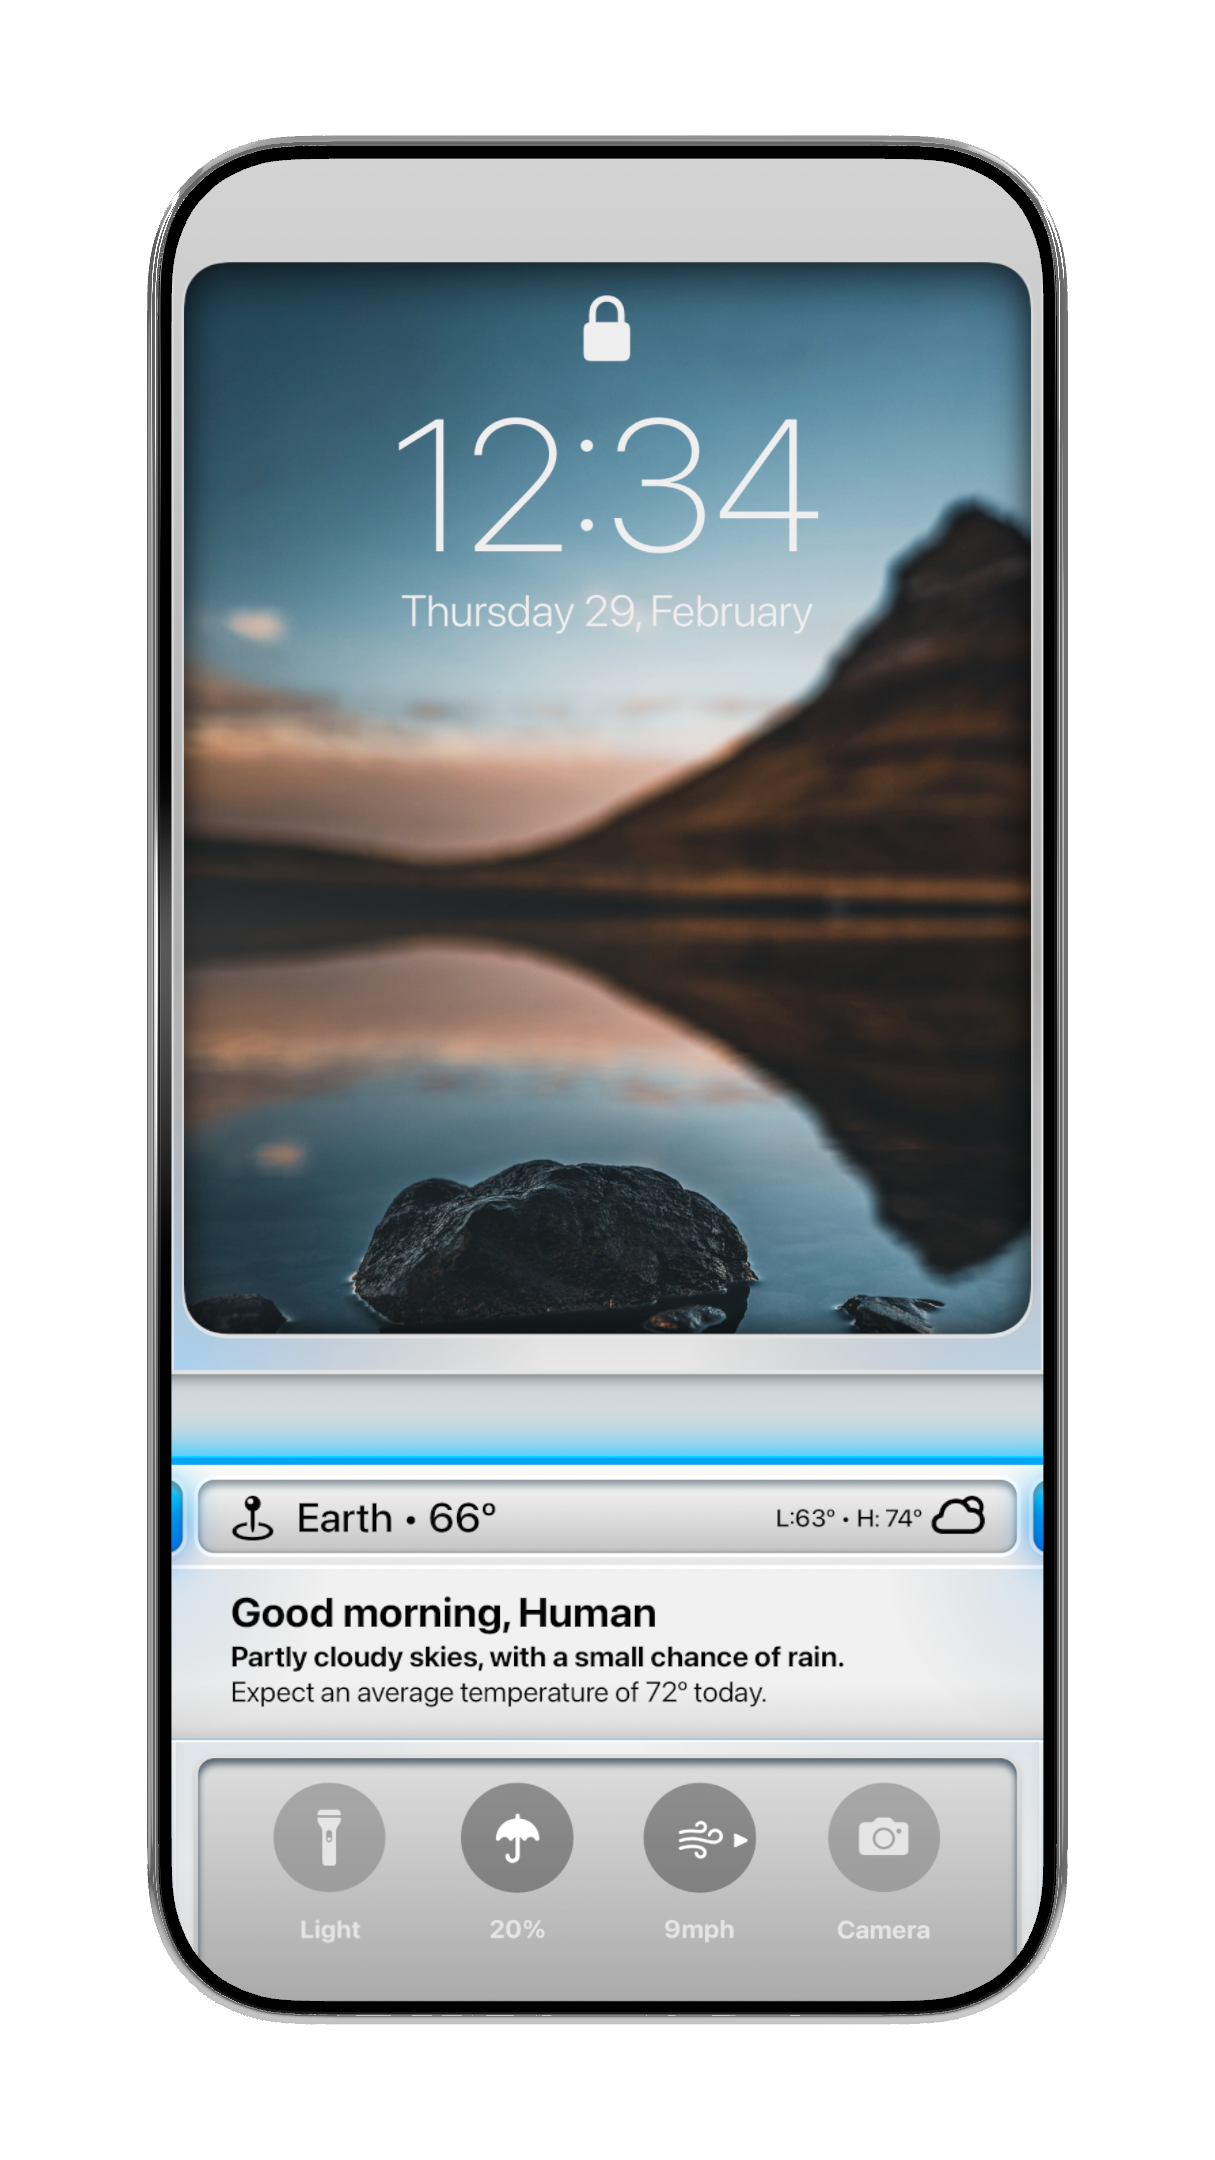 12:34
Thursday 29, February
Earth • 66° L:63° • H: 74°
Good morning, Human
Partly cloudy skies, with a small chance of rain.
Expect an average temperature of 72° today.
Light 20% 9mph Camera